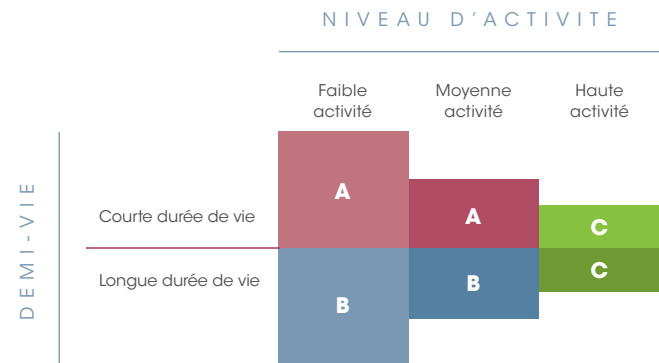 NIVEAU D'ACTIVITE
Faible
activité
Moyenne
activité
Haute
activité
DEMI-VIE
Courte durée de vie
A
A
C
Longue durée de vie
B
B
C